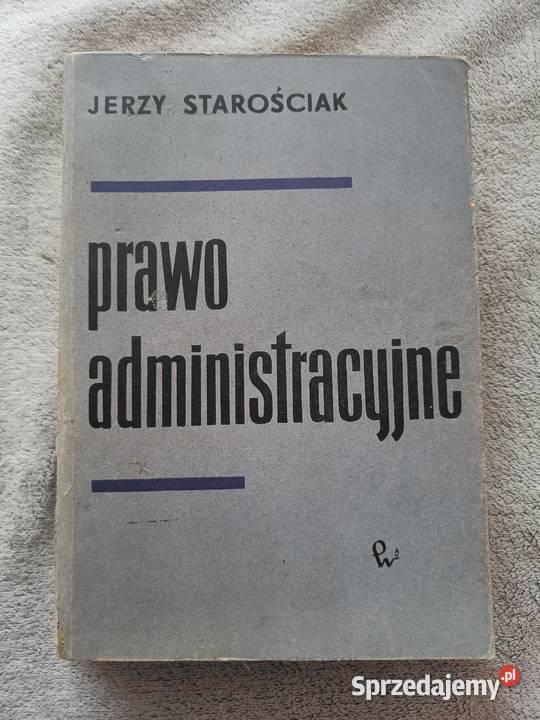 JERZY STAROŚCIAK
prawo
administracyjne
Sprzedajemy.pl